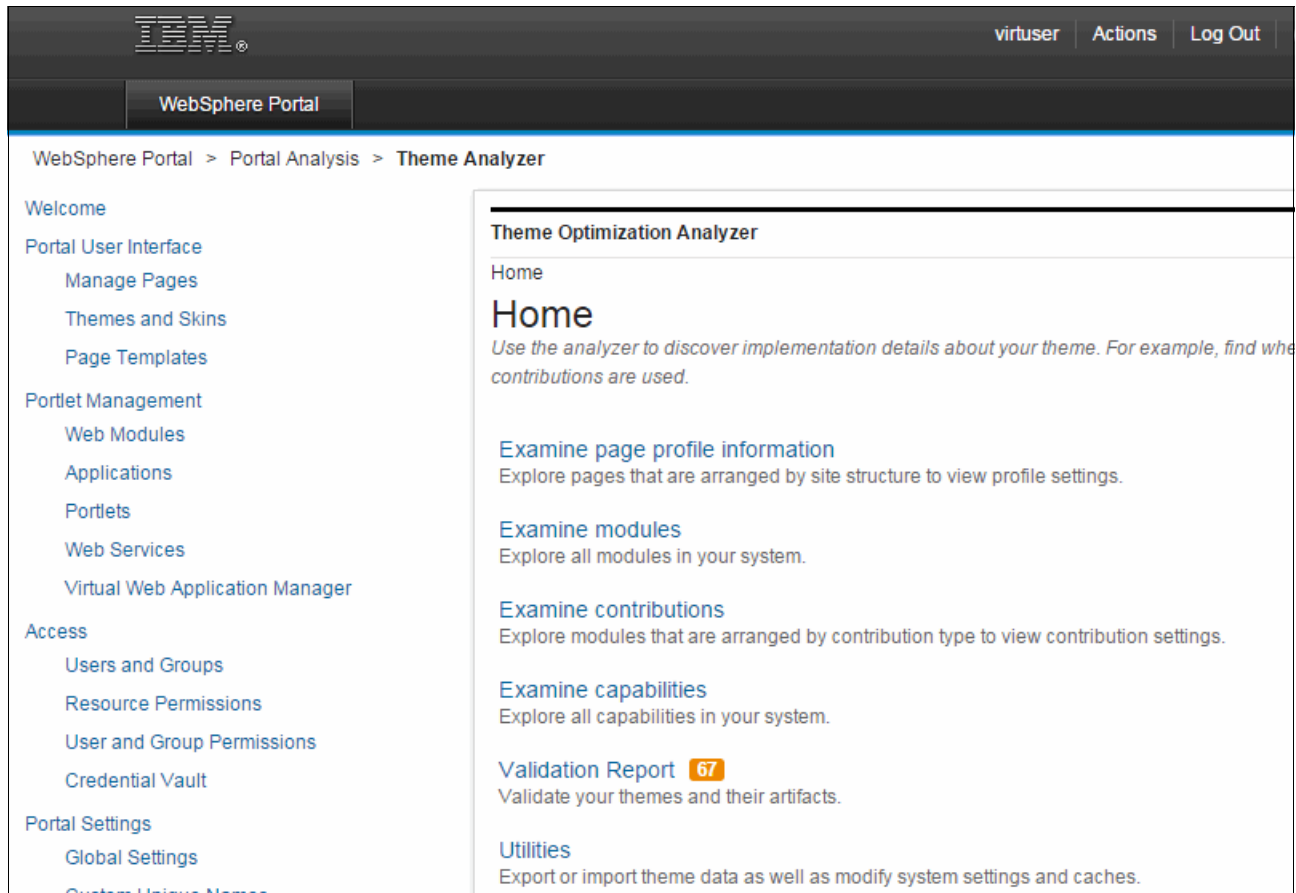 IBM®
virtuser
Actions
Log Out
WebSphere Portal
WebSphere Portal > Portal Analysis > Theme Analyzer
Welcome
Portal User Interface
Manage Pages
Themes and Skins
Page Templates
Portlet Management
Web Modules
Applications
Portlets
Web Services
Virtual Web Application Manager
Access
Users and Groups
Resource Permissions
User and Group Permissions
Credential Vault
Portal Settings
Global Settings
Custom Unique Names
Theme Optimization Analyzer
Home
Home
Use the analyzer to discover implementation details about your theme. For example, find whe
contributions are used.
Examine page profile information
Explore pages that are arranged by site structure to view profile settings.
Examine modules
Explore all modules in your system.
Examine contributions
Explore modules that are arranged by contribution type to view contribution settings.
Examine capabilities
Explore all capabilities in your system.
Validation Report 67
Validate your themes and their artifacts.
Utilities
Export or import theme data as well as modify system settings and caches.